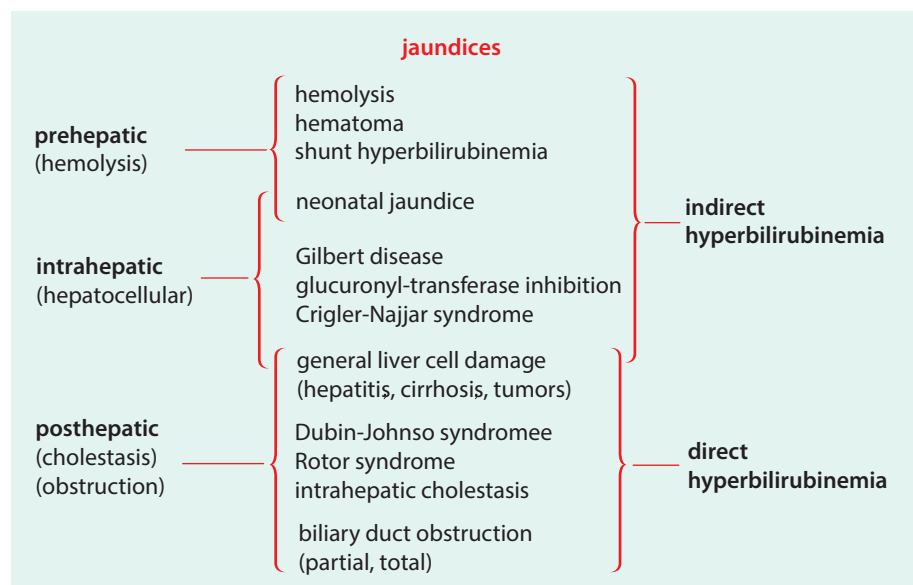 jaundices
prehepatic
(hemolysis)
hemolysis
hematoma
shunt hyperbilirubinemia
neonatal jaundice
intrahepatic
(hepatocellular)
Gilbert disease
glucuronyl-transferase inhibition
Crigler-Najjar syndrome
indirect
hyperbilirubinemia
general liver cell damage
(hepatitis, cirrhosis, tumors)
posthepatic
(cholestasis)
(obstruction)
Dubin-Johnso syndromee
Rotor syndrome
intrahepatic cholestasis
biliary duct obstruction
(partial, total)
direct
hyperbilirubinemia